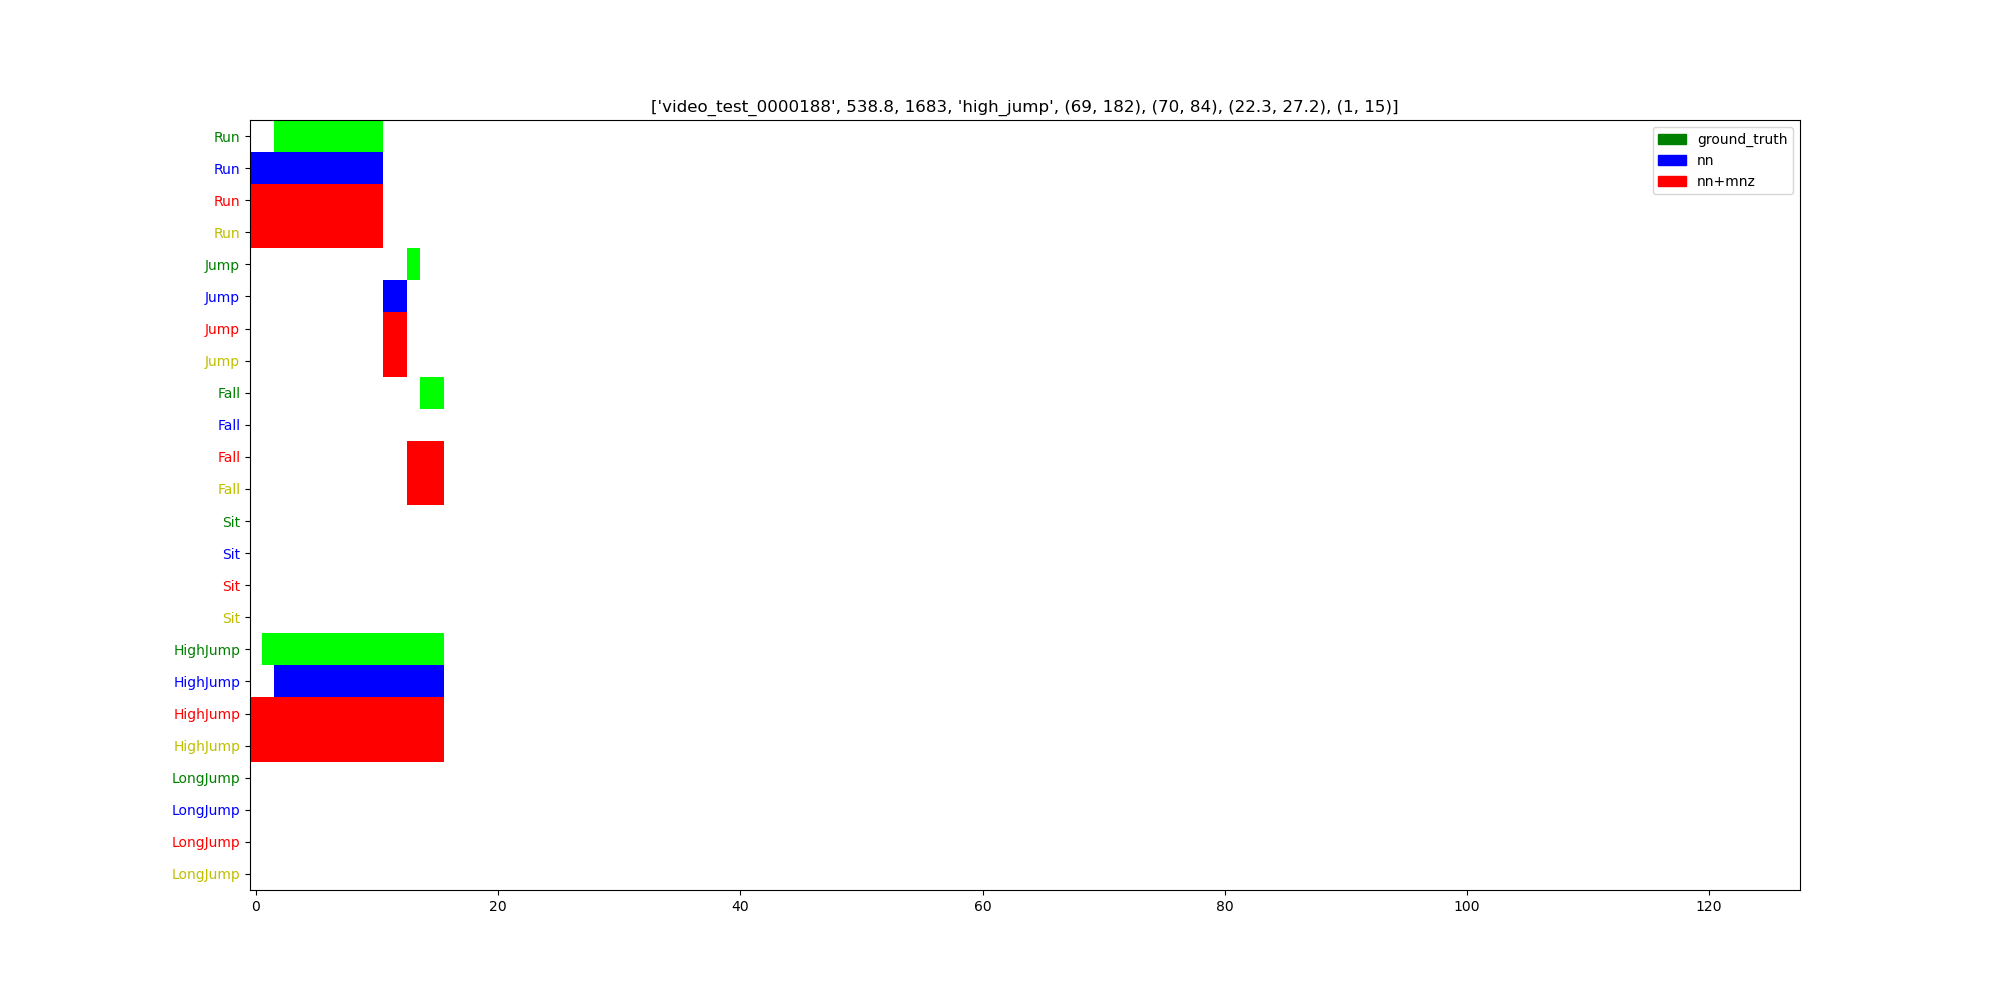 ['video_test_0000188', 538.8, 1683, 'high_jump', (69, 182), (70, 84), (22.3, 27.2), (1, 15)]
ground_truth
nn
nn+mnz
Run
Run
Run
Run
Jump
Jump
Jump
Jump
Fall
Fall
Fall
Fall
Sit
Sit
Sit
Sit
HighJump
HighJump
HighJump
HighJump
LongJump
LongJump
LongJump
LongJump
0 20 40 60 80 100 120